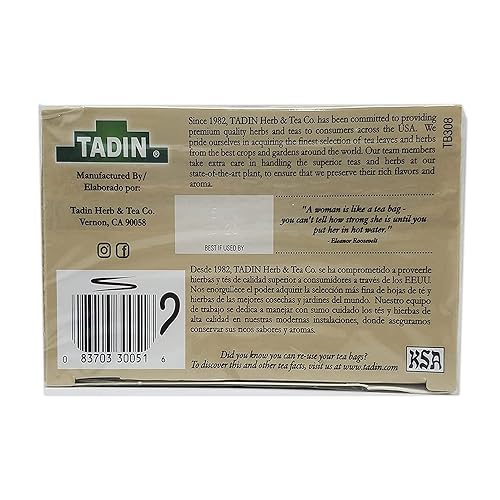 TADIN ®
Manufactured By/
Elaborado por:
Tadin Herb & Tea Co.
Vernon, CA 90058
Since 1982, TADIN Herb & Tea Co. has been committed to providing
premium quality herbs and teas to consumers across the USA. We
pride ourselves in acquiring the finest selection of tea leaves and herbs
from the best crops and gardens around the world. Our team members
take extra care in handling the superior teas and herbs at our
state-of-the-art plant, to ensure that we preserve their rich flavors and
aroma.
TB308
BEST IF USED BY
"A woman is like a tea bag -
you can't tell how strong she is until you
put her in hot water."
-Eleanor Roosevelt
Desde 1982, TADIN Herb & Tea Co. se ha comprometido a proveerle
hierbas y tés de calidad superior a consumidores a través de los EEUU.
Nos enorgullece el poder adquirir la selección más fina de hojas de té y
hierbas de las mejores cosechas y jardines del mundo. Nuestro equipo
de trabajo se dedica a manejar con sumo cuidado los tés y hierbas de
alta calidad en nuestras modernas instalaciones, donde aseguramos
conservar sus ricos sabores y aromas.
0 83703 30051 6
Did you know you can re-use your tea bags?
To discover this and other tea facts, visit us at www.tadin.com
KSA